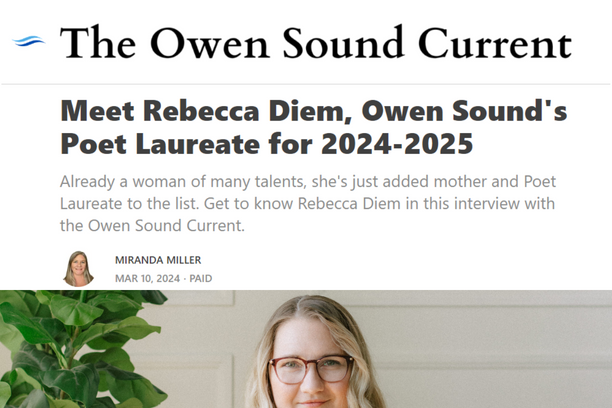 The Owen Sound Current
Meet Rebecca Diem, Owen Sound's
Poet Laureate for 2024-2025
Already a woman of many talents, she's just added mother and Poet
Laureate to the list. Get to know Rebecca Diem in this interview with
the Owen Sound Current.
MIRANDA MILLER
MAR 10, 2024 · PAID